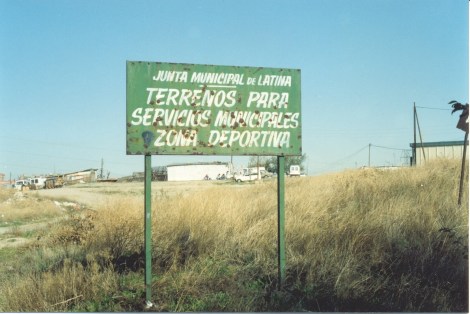 JUNTA MUNICIPAL DE LATINA
TERRENOS PARA
SERVICIOS MUNICIPALES
ZONA DEPORTIVA